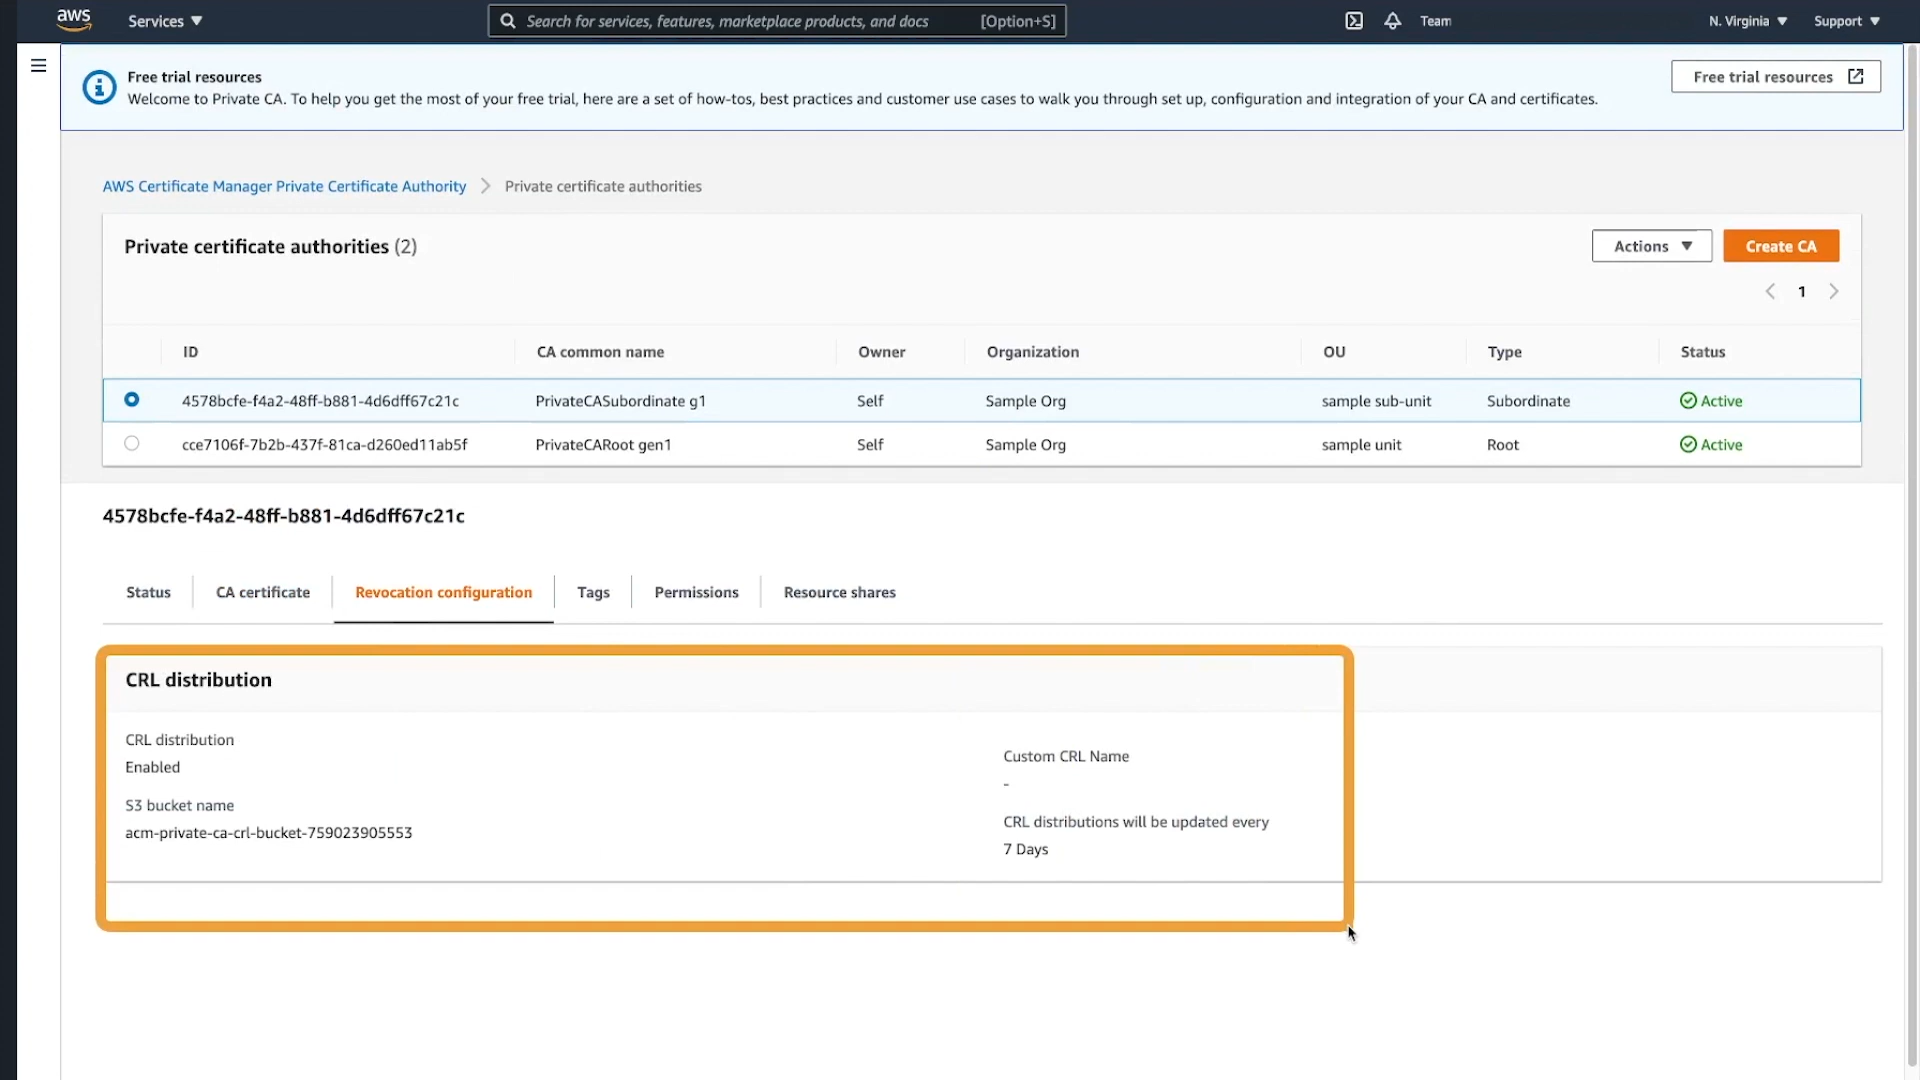 aws Services Search for services, features, marketplace products, and docs [Option+S] Team N. Virginia Support
Free trial resources
Welcome to Private CA. To help you get the most of your free trial, here are a set of how-tos, best practices and customer use cases to walk you through set up, configuration and integration of your CA and certificates.
Free trial resources
AWS Certificate Manager Private Certificate Authority Private certificate authorities
Private certificate authorities (2)
Actions Create CA
1
ID CA common name Owner Organization OU Type Status
4578bcfe-f4a2-48ff-b881-4d6dff67c21c PrivateCASubordinate g1 Self Sample Org sample sub-unit Subordinate Active
cce7106f-7b2b-437f-81ca-d260ed11ab5f PrivateCARoot gen1 Self Sample Org sample unit Root Active
4578bcfe-f4a2-48ff-b881-4d6dff67c21c
Status CA certificate Revocation configuration Tags Permissions Resource shares
CRL distribution
CRL distribution
Enabled
S3 bucket name
acm-private-ca-crl-bucket-759023905553
Custom CRL Name
-
CRL distributions will be updated every
7 Days